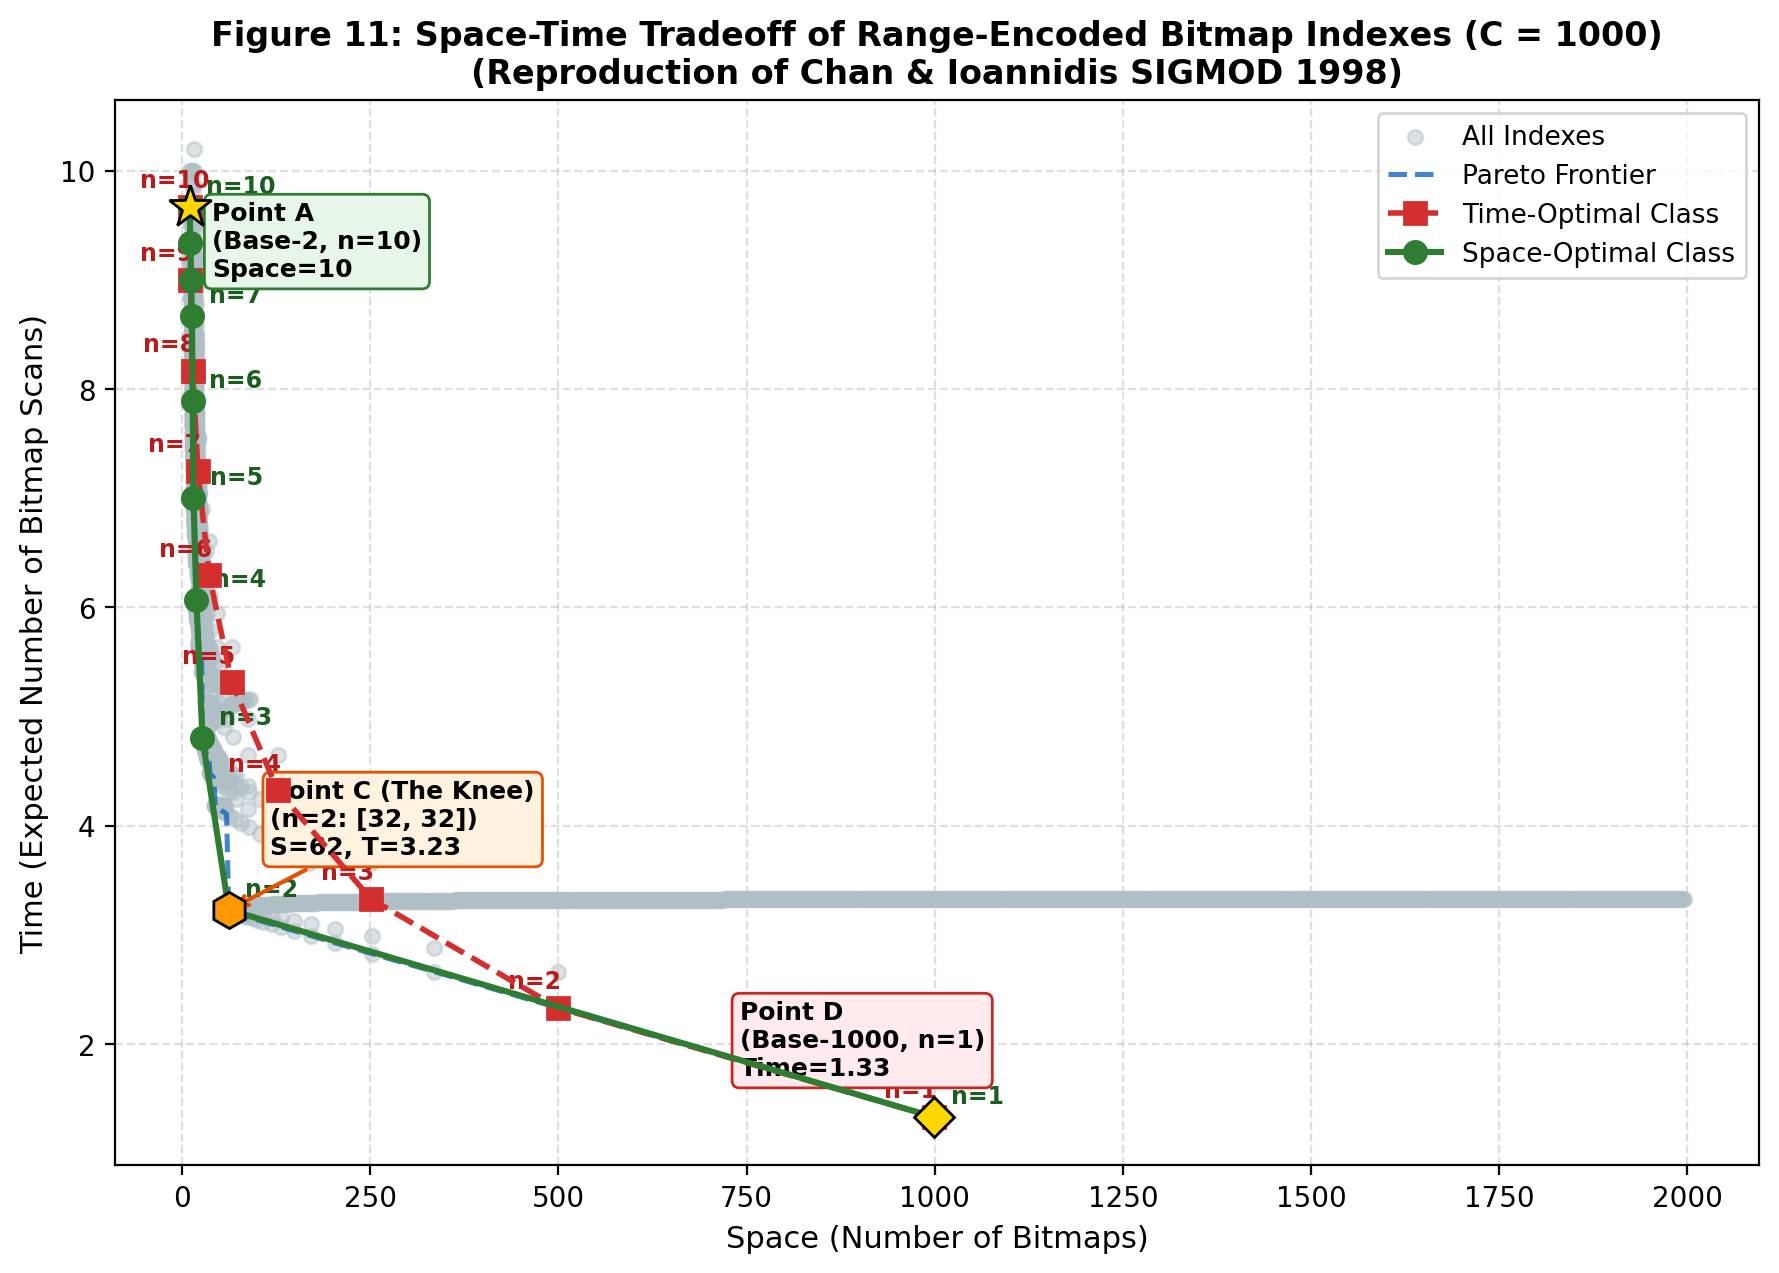 Figure 11: Space-Time Tradeoff of Range-Encoded Bitmap Indexes (C = 1000)
(Reproduction of Chan & Ioannidis SIGMOD 1998)
All Indexes
Pareto Frontier
Time-Optimal Class
Space-Optimal Class
Time (Expected Number of Bitmap Scans)
10
8
6
4
2
n=10
n=10
Point A
(Base-2, n=10)
Space=10
n=7
n=8
n=6
n=7
n=5
n=6
n=4
n=5
n=3
n=4
Point C (The Knee)
(n=2: [32, 32])
S=62, T=3.23
n=3
n=2
n=2
Point D
(Base-1000, n=1)
Time=1.33
n=1
n=1
0
250
500
750
1000
1250
1500
1750
2000
Space (Number of Bitmaps)